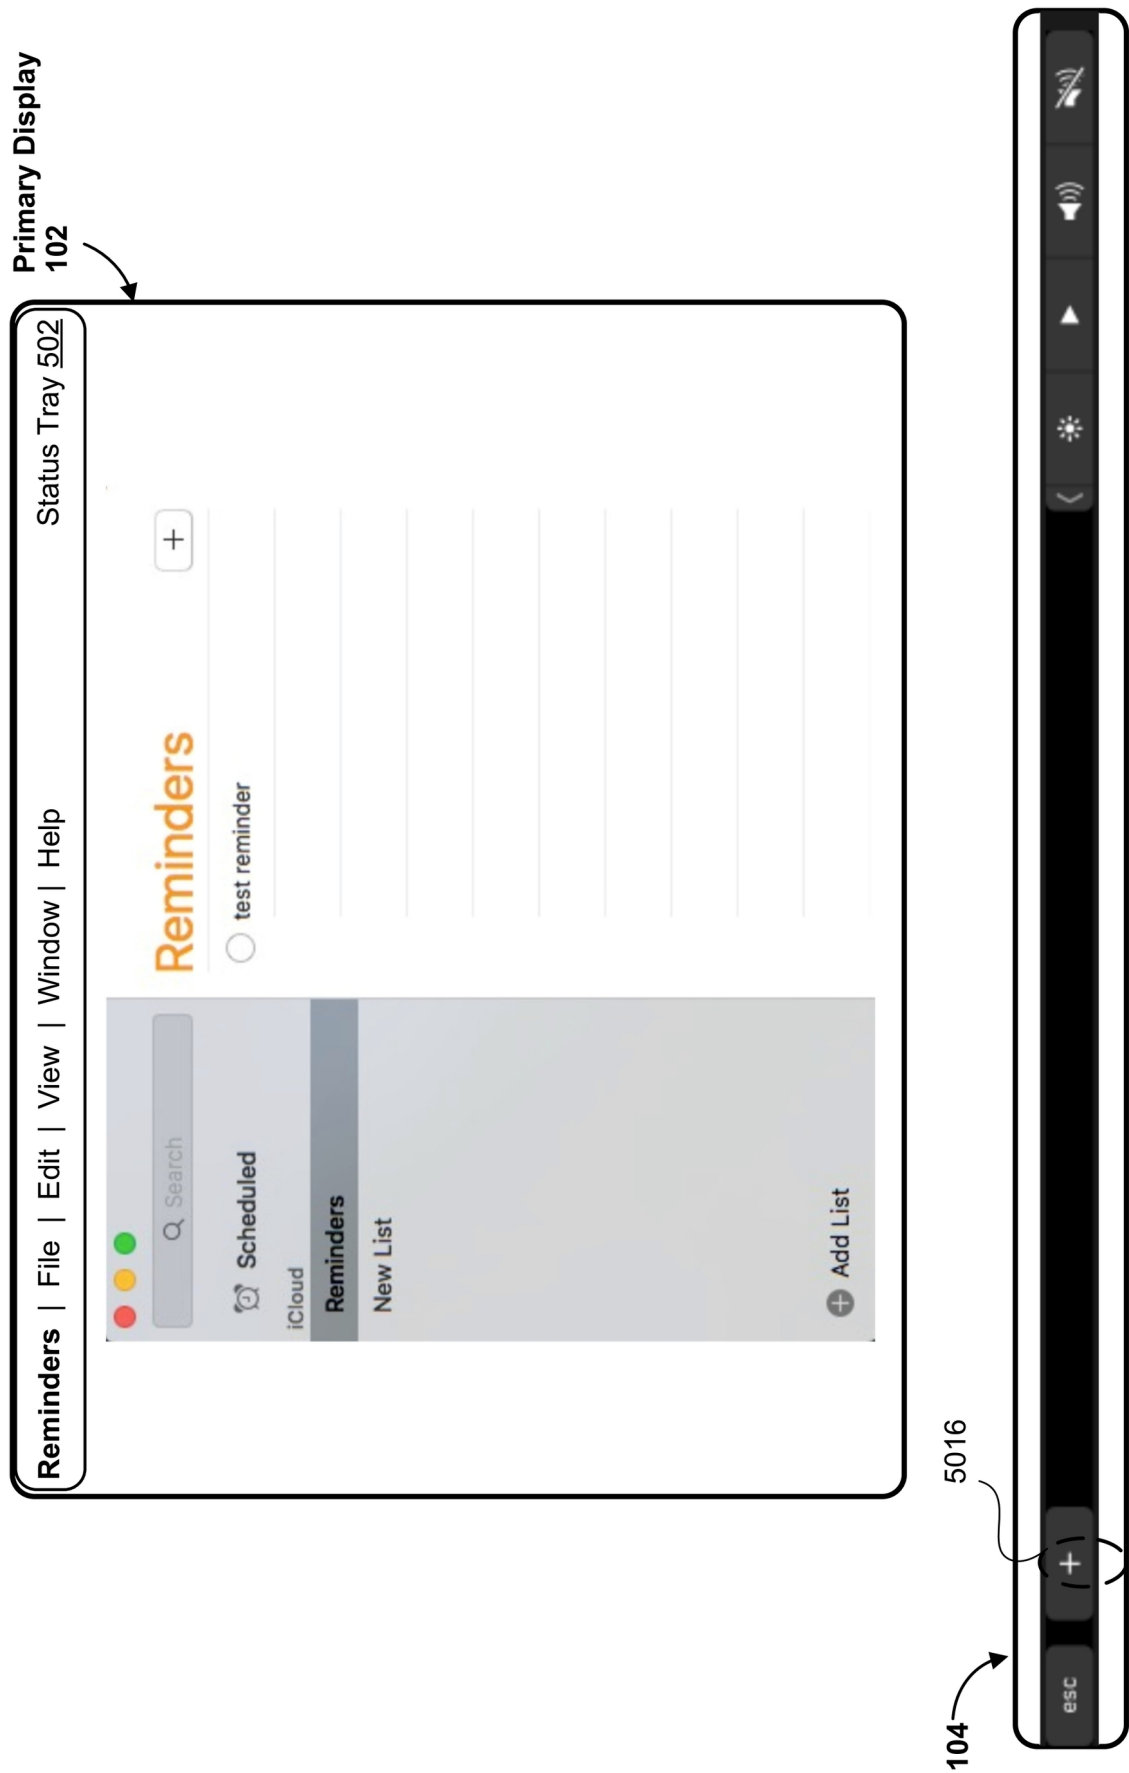 Primary Display
102
Reminders | File | Edit | View | Window | Help
Status Tray 502
Search
Reminders
+
Scheduled
test reminder
iCloud
Reminders
New List
Add List
5016
104
esc
+